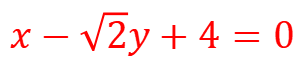 x − √2y + 4 = 0